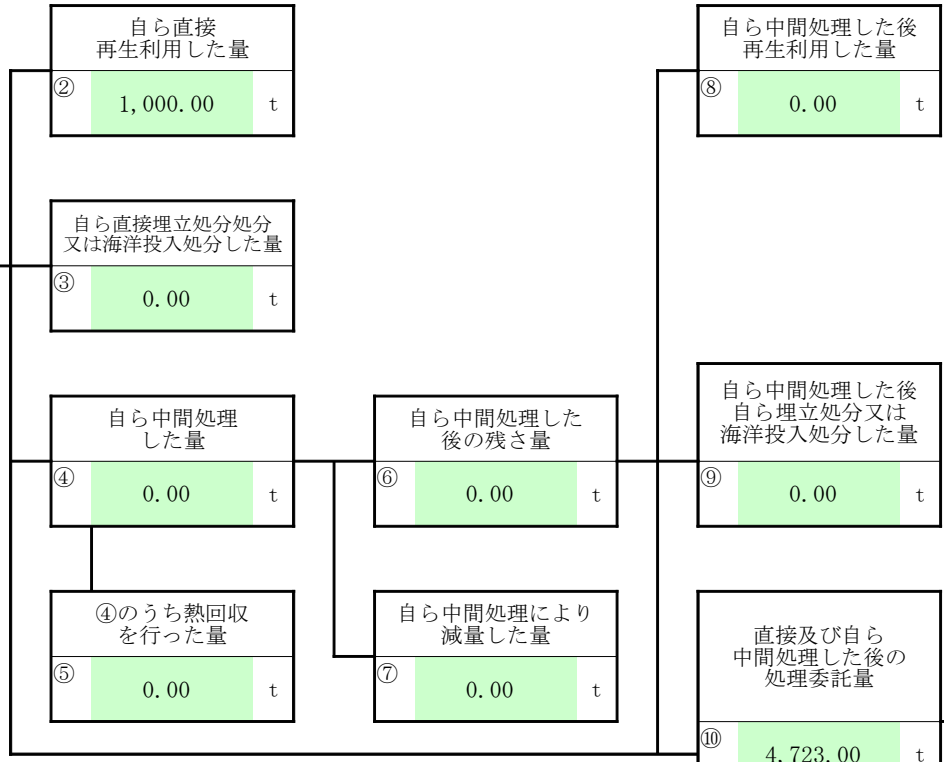 自ら直接
再生利用した量
② 1,000.00 t
自ら中間処理した後
再生利用した量
⑧ 0.00 t
自ら直接埋立処分処分
又は海洋投入処分した量
③ 0.00 t
自ら中間処理
した量
④ 0.00 t
自ら中間処理した
後の残さ量
⑥ 0.00 t
自ら中間処理した後
自ら埋立処分又は
海洋投入処分した量
⑨ 0.00 t
④のうち熱回収
を行った量
⑤ 0.00 t
自ら中間処理により
減量した量
⑦ 0.00 t
直接及び自ら
中間処理した後の
処理委託量
⑩ 4,723.00 t